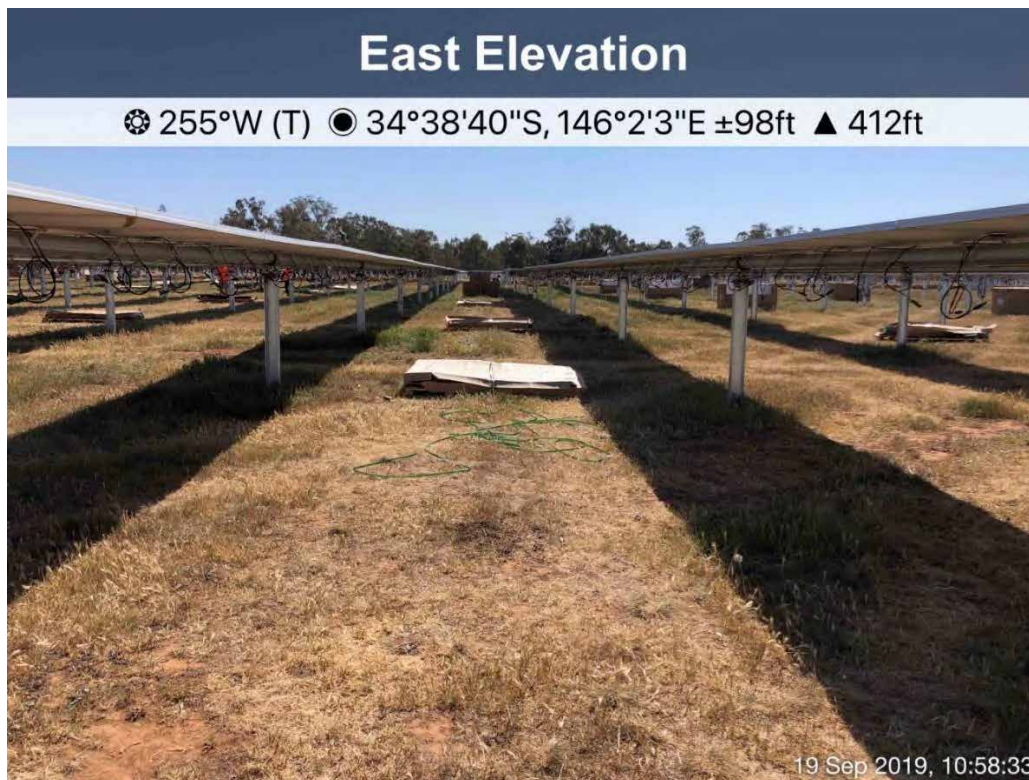 East Elevation
255°W (T) 34°38'40"S, 146°2'3"E ±98ft ▲ 412ft
19 Sep 2019, 10:58:33